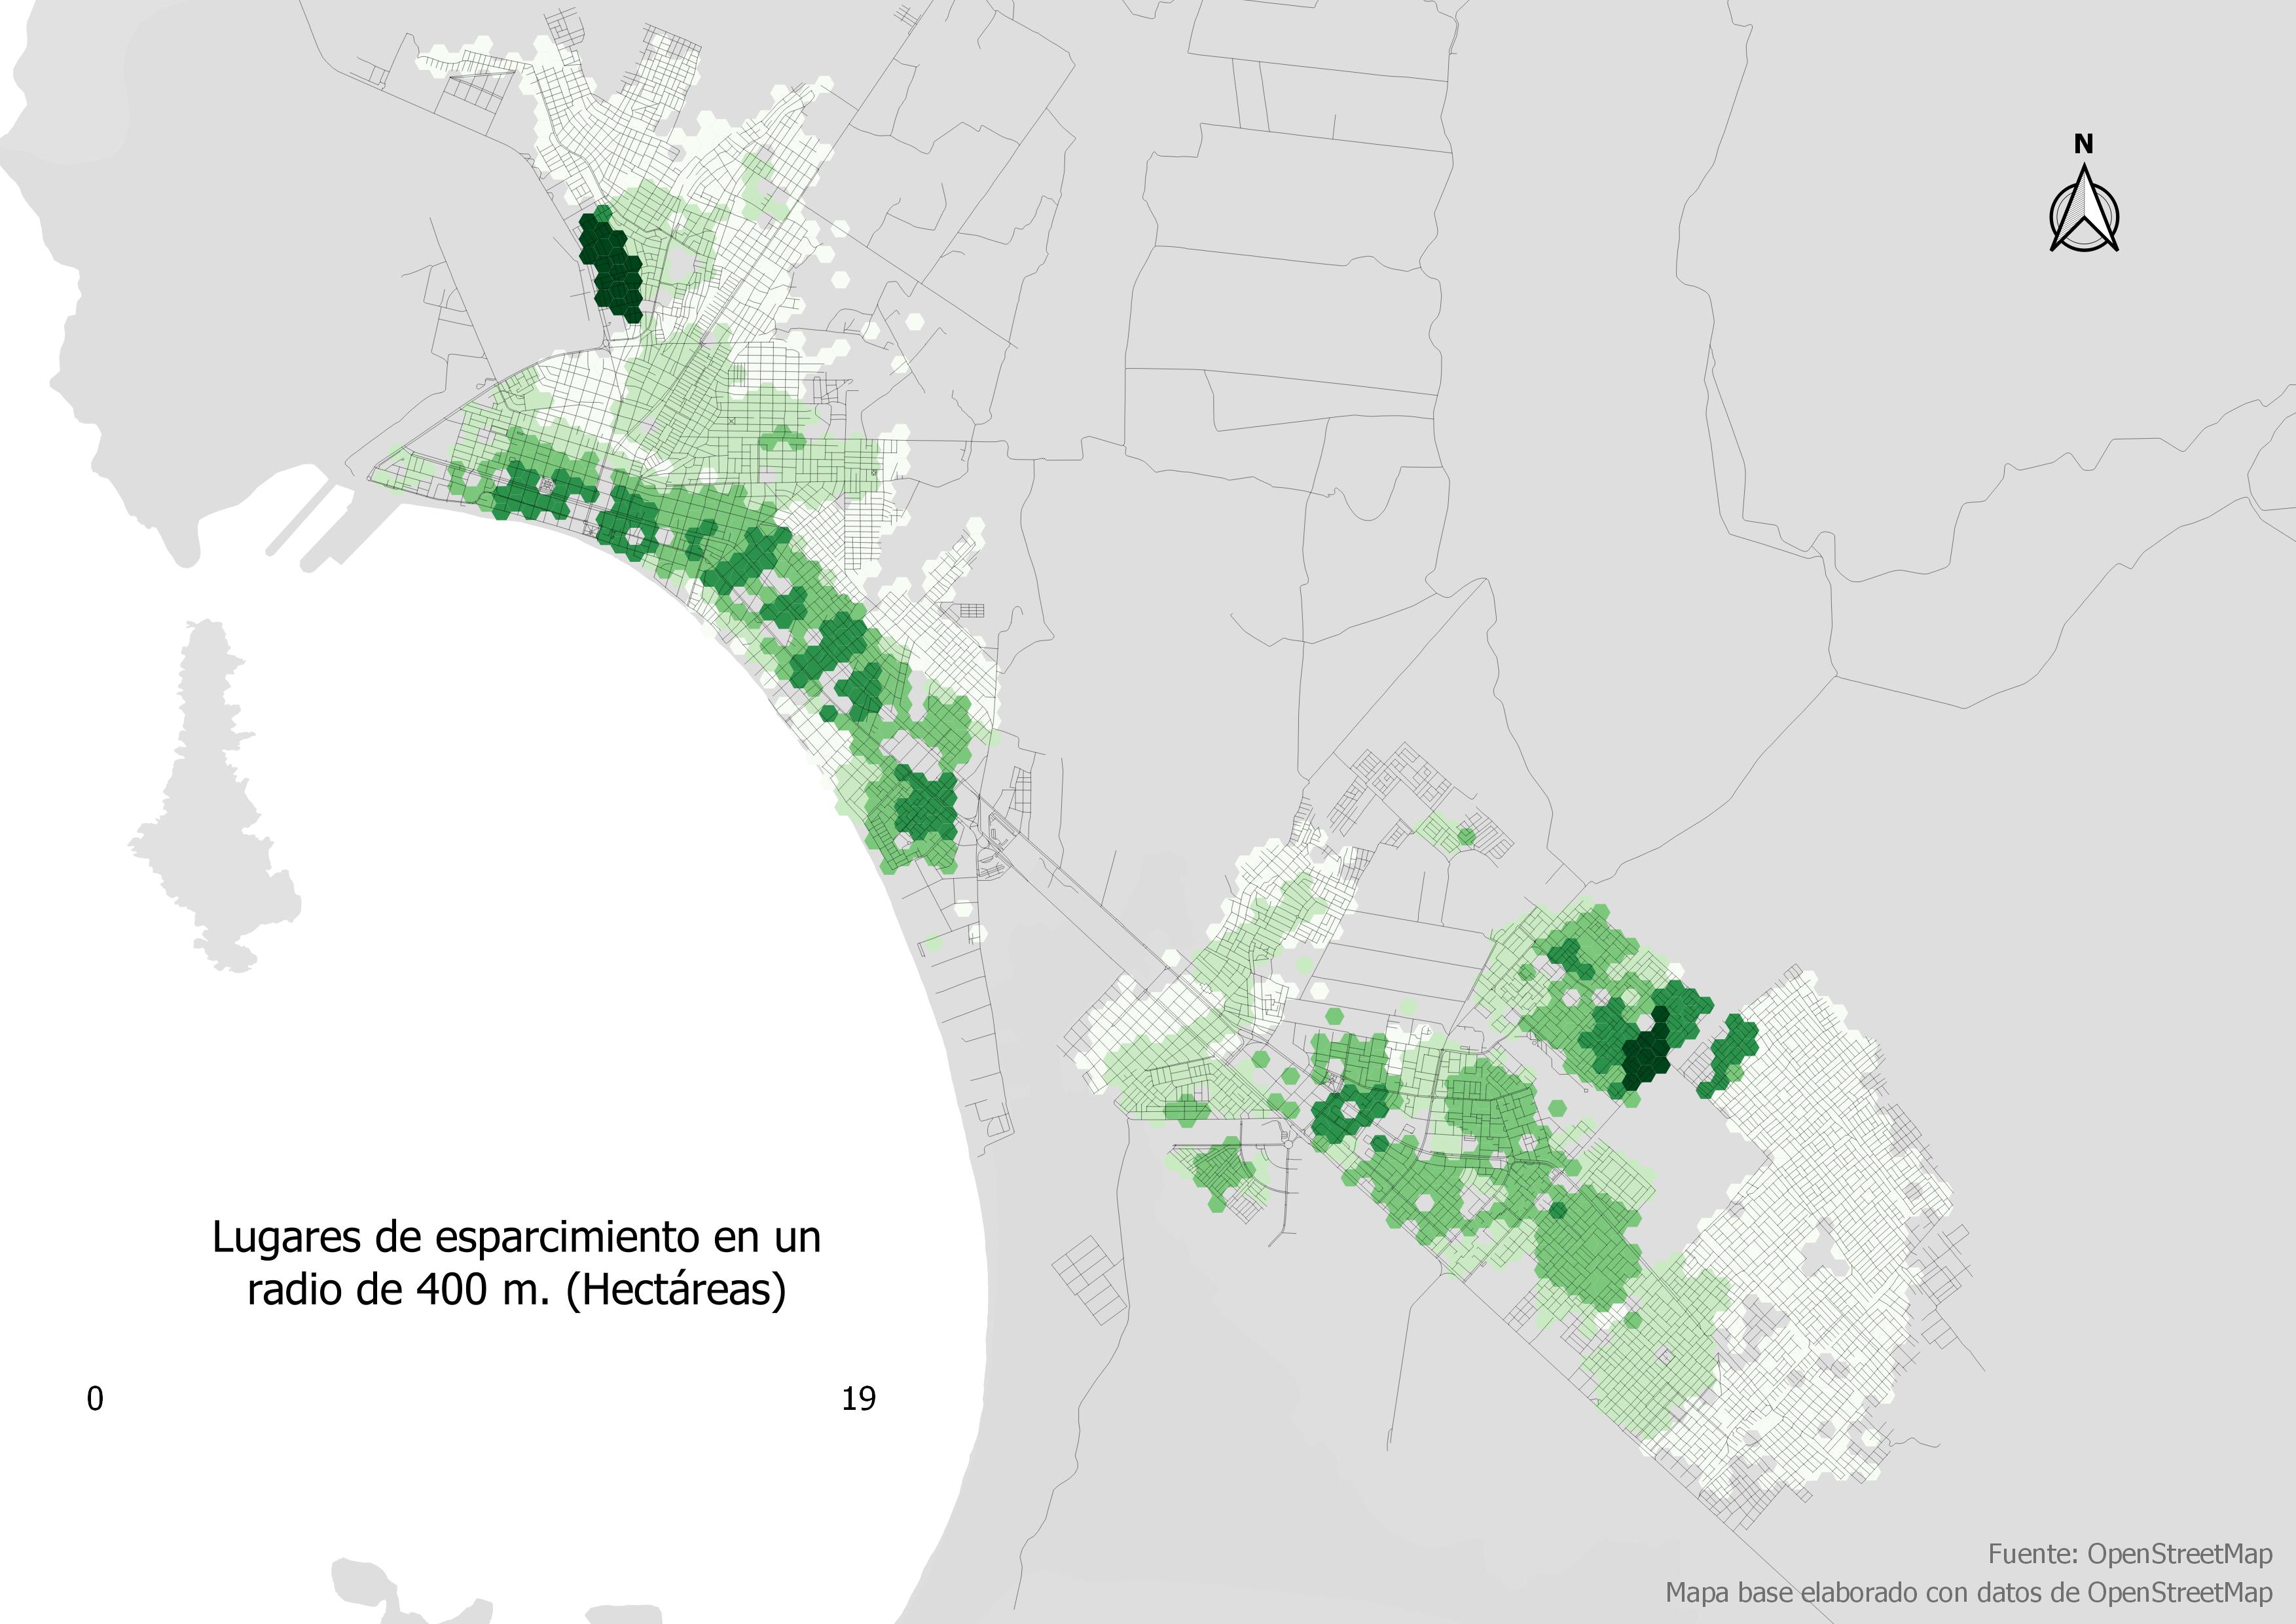 N
Lugares de esparcimiento en un
radio de 400 m. (Hectáreas)
0 19
Fuente: OpenStreetMap
Mapa base elaborado con datos de OpenStreetMap